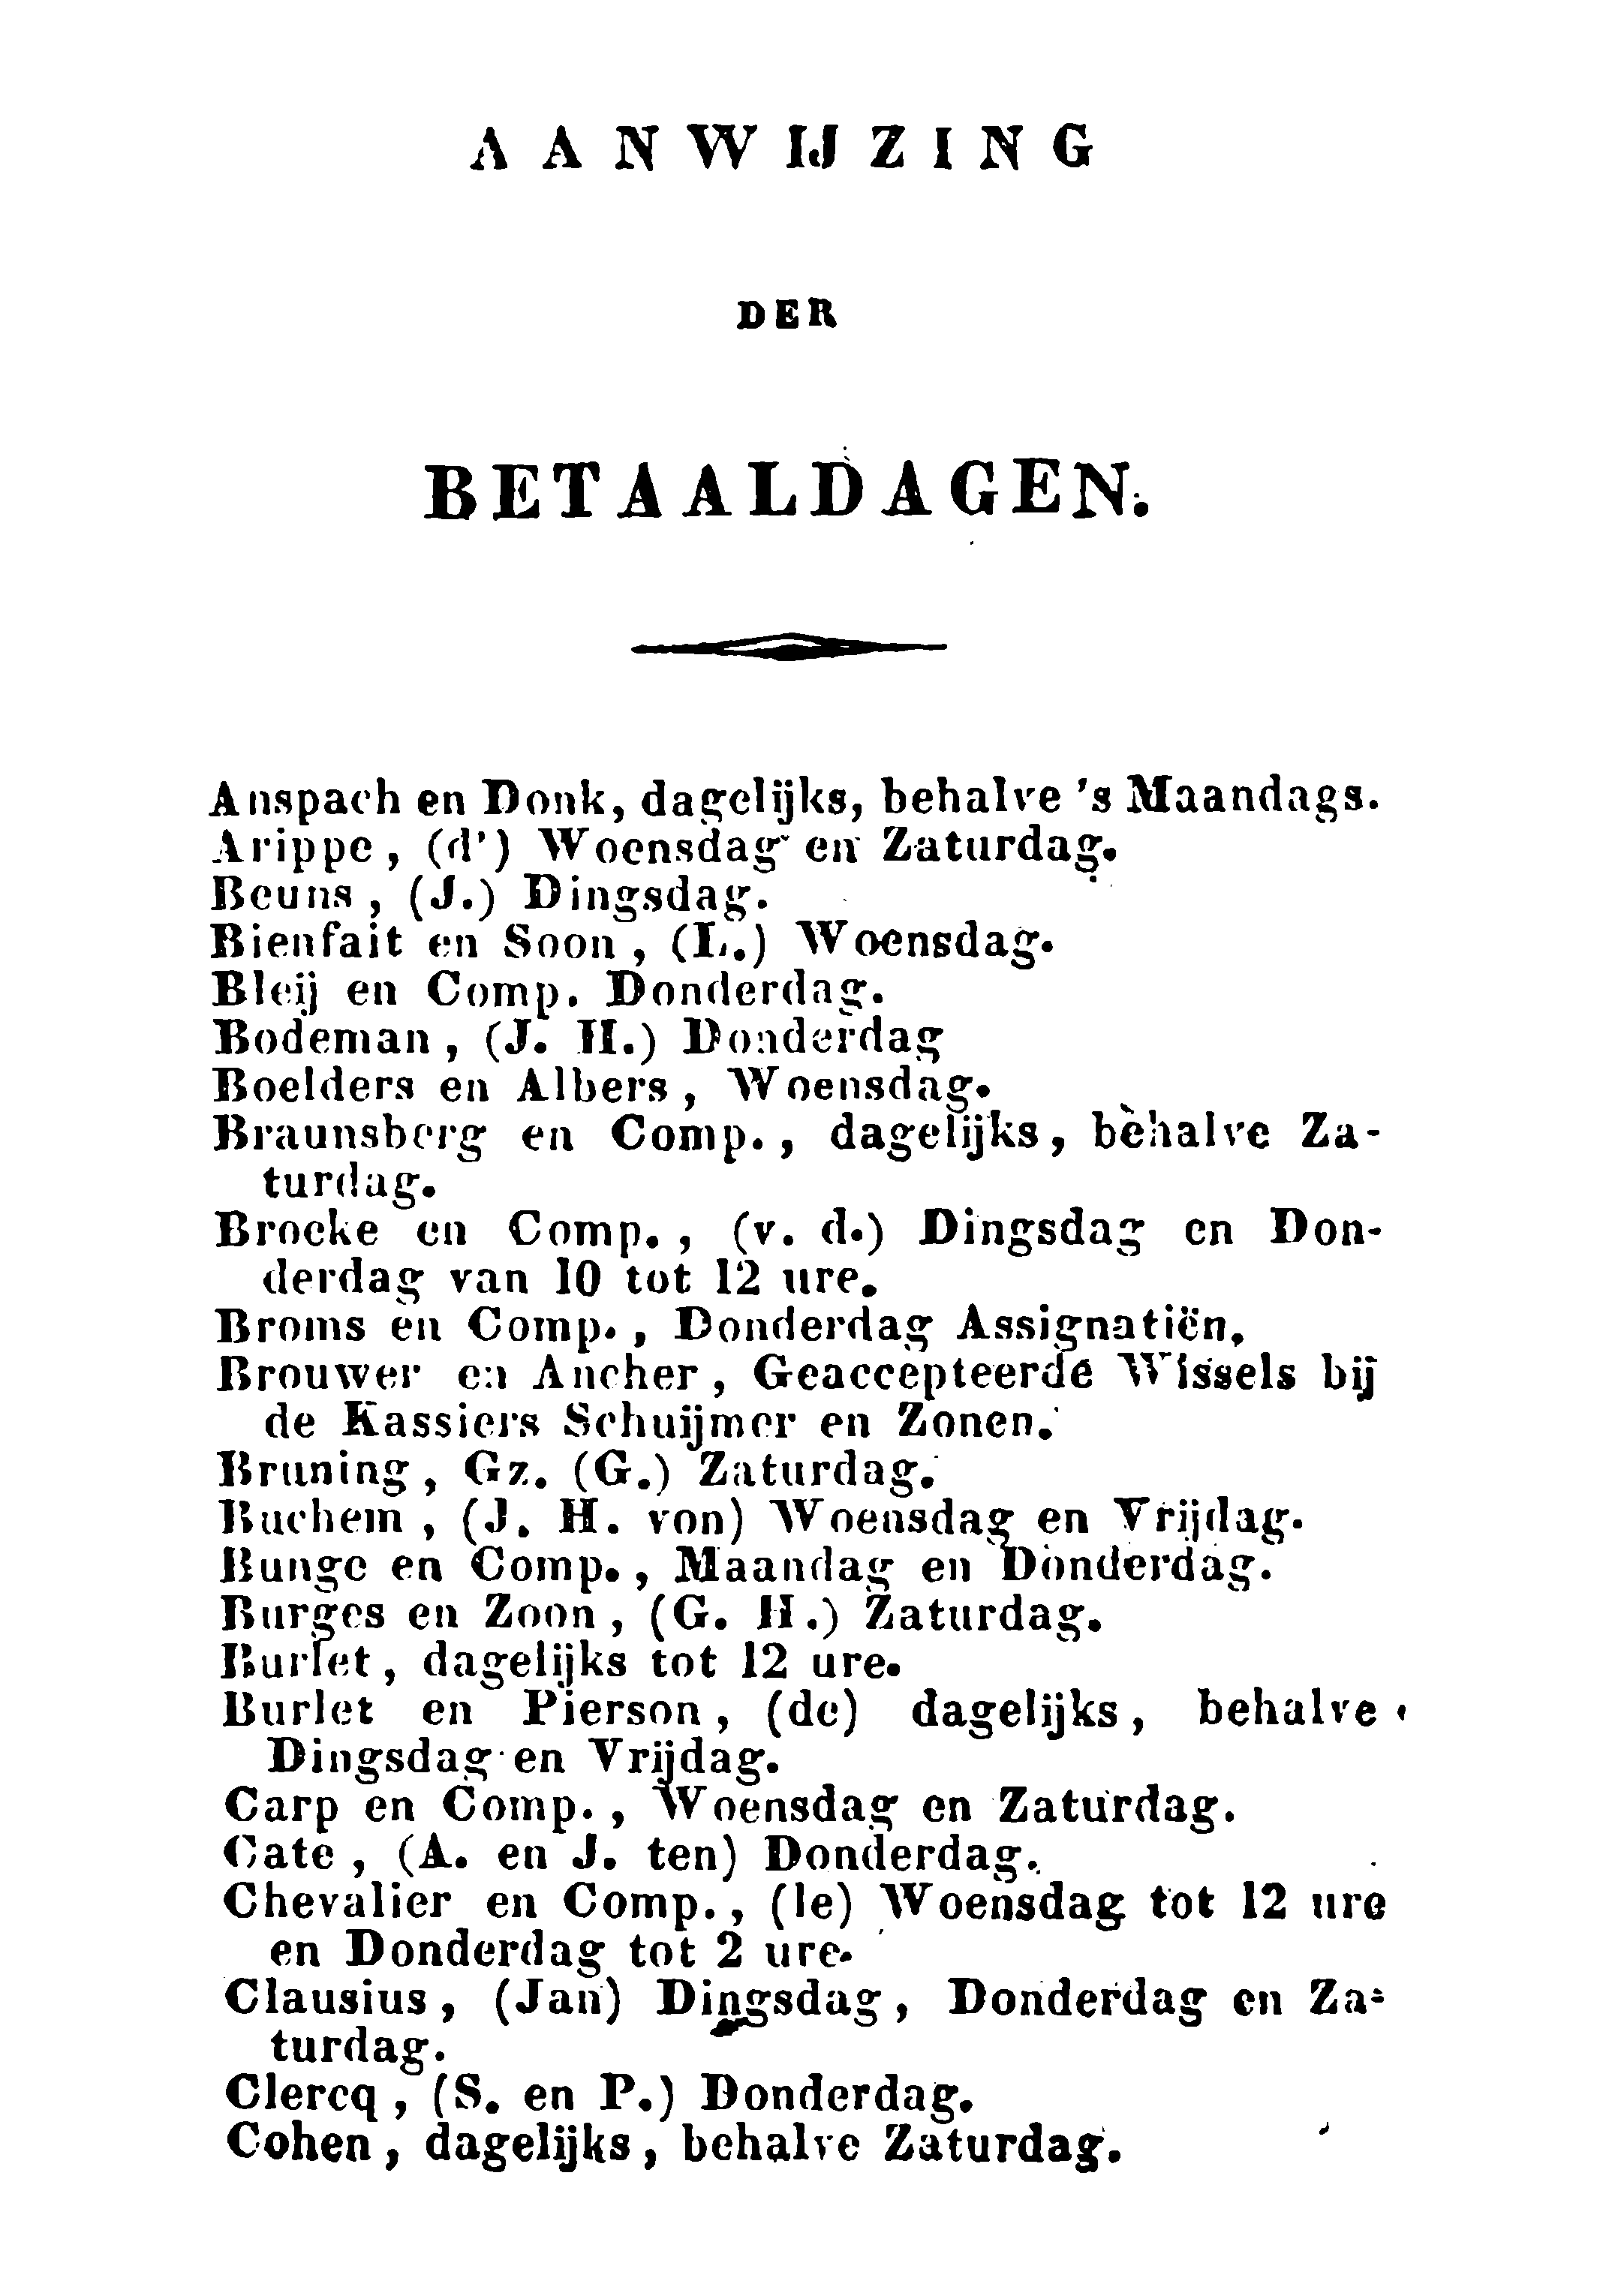 AANWIJZING
DER
BETAALDAGEN.
Anspach en Donk, dagelijks, behalve 's Maandags.
Arippe, (d') Woensdag en Zaturdag.
Beuns, (J.) Dingsdag.
Bienfait en Soon, (L.) Woensdag.
Bleij en Comp. Donderdag.
Bodeman, (J. H.) Donderdag
Boelders en Albers, Woensdag.
Braunsberg en Comp., dagelijks, behalve Za-
turdag.
Brocke en Comp., (v. d.) Dingsdag en Don-
derdag van 10 tot 12 ure.
Broms en Comp., Donderdag Assignatiën.
Brouwer en Ancher, Geaccepteerde Wissels bij
de Kassiers Schuijmer en Zonen.
Bruning, Gz. (G.) Zaturdag.
Buchem, (J. H. von) Woensdag en Vrijdag.
Bunge en Comp., Maandag en Donderdag.
Burges en Zoon, (G. H.) Zaturdag.
Burlet, dagelijks tot 12 ure.
Burlet en Pierson, (de) dagelijks, behalve
Dingsdag en Vrijdag.
Carp en Comp., Woensdag en Zaturdag.
Cate, (A. en J. ten) Donderdag.
Chevalier en Comp., (le) Woensdag tot 12 ure
en Donderdag tot 2 ure.
Clausius, (Jan) Dingsdag, Donderdag en Za-
turdag.
Clercq, (S. en P.) Donderdag.
Cohen, dagelijks, behalve Zaturdag.